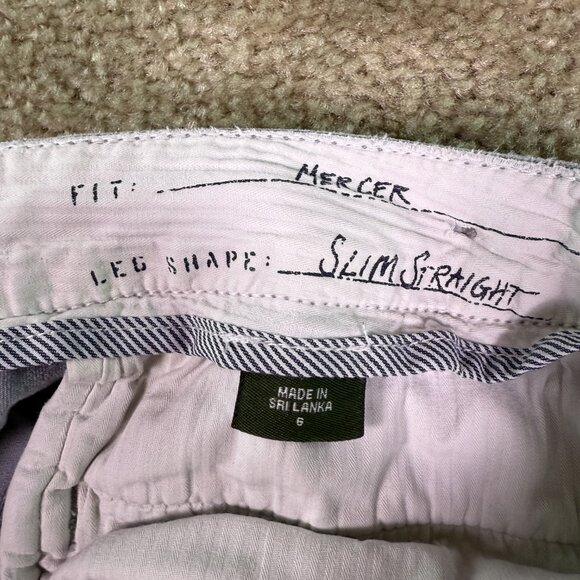 FIT: MERCER
LEG SHAPE: SLIM STRAIGHT
MADE IN
SRI LANKA
6